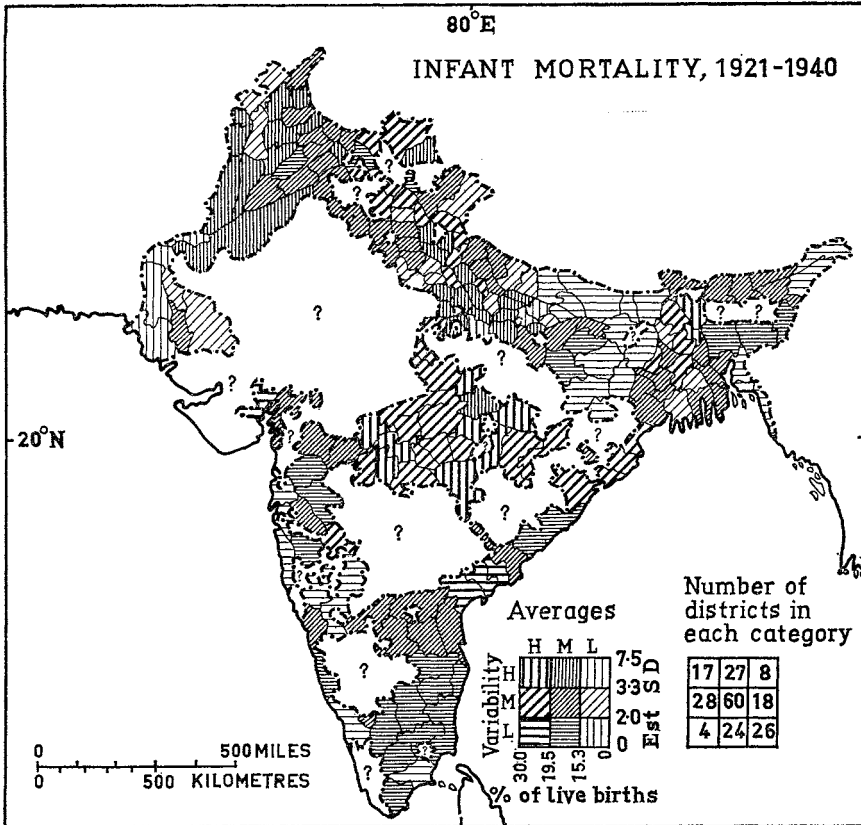 80°E
INFANT MORTALITY, 1921-1940
?
?
?
?
?
?
?
?
20°N
?
?
?
?
?
?
?
?
?
Averages
H M L
Variability
H
M
L
7·5
3·3
2·0
0
Est SD
30.0
19.5
15.3
0
% of live births
Number of
districts in
each category
17 27 8
28 60 18
4 24 26
0 500 MILES
0 500
KILOMETRES